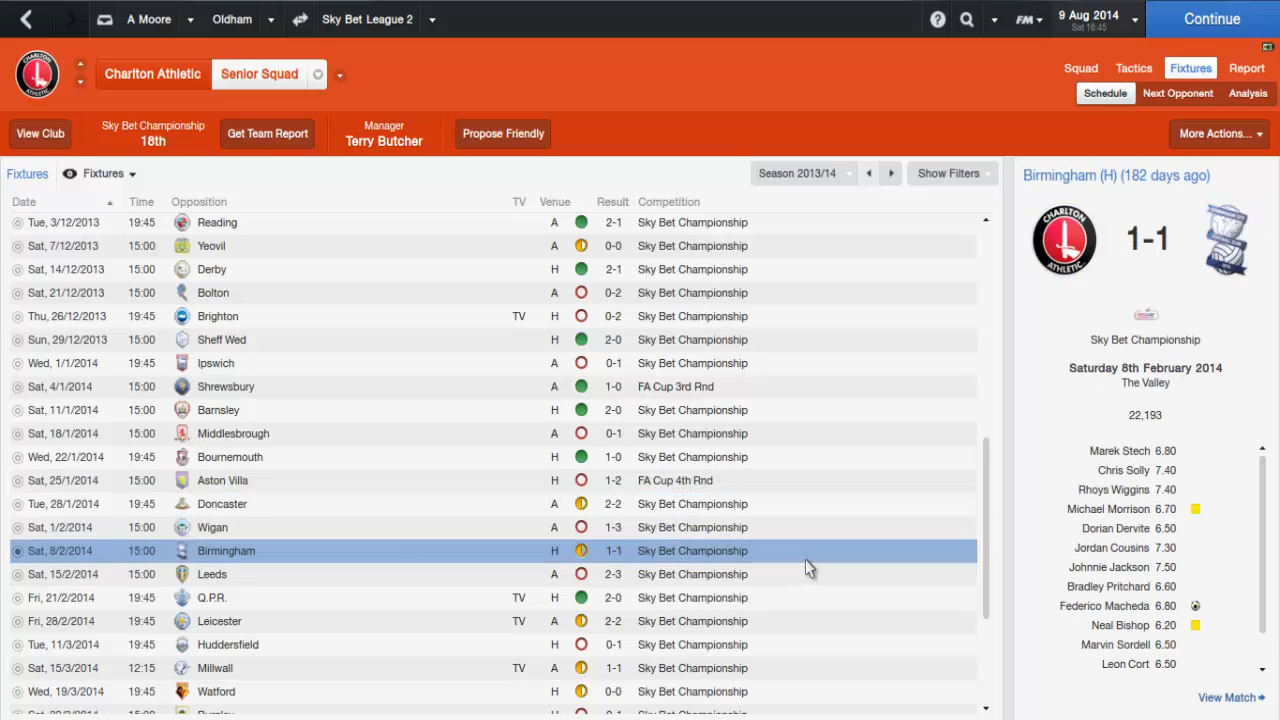 A Moore Oldham Sky Bet League 2 ? FM 9 Aug 2014 Continue
Sat 16:45
Charlton Athletic Senior Squad Squad Tactics Fixtures Report
Schedule Next Opponent Analysis
View Club Sky Bet Championship 18th Get Team Report Manager Terry Butcher Propose Friendly More Actions...
Fixtures Fixtures Season 2013/14 Show Filters
Date Time Opposition TV Venue Result Competition
Tue, 3/12/2013 19:45 Reading A 2-1 Sky Bet Championship
Sat, 7/12/2013 15:00 Yeovil A 0-0 Sky Bet Championship
Sat, 14/12/2013 15:00 Derby H 2-1 Sky Bet Championship
Sat, 21/12/2013 15:00 Bolton A 0-2 Sky Bet Championship
Thu, 26/12/2013 19:45 Brighton TV H 0-2 Sky Bet Championship
Sun, 29/12/2013 15:00 Sheff Wed H 2-0 Sky Bet Championship
Wed, 1/1/2014 19:45 Ipswich A 0-1 Sky Bet Championship
Sat, 4/1/2014 15:00 Shrewsbury A 1-0 FA Cup 3rd Rnd
Sat, 11/1/2014 15:00 Barnsley H 2-0 Sky Bet Championship
Sat, 18/1/2014 15:00 Middlesbrough A 0-1 Sky Bet Championship
Wed, 22/1/2014 19:45 Bournemouth H 1-0 Sky Bet Championship
Sat, 25/1/2014 15:00 Aston Villa H 1-2 FA Cup 4th Rnd
Tue, 28/1/2014 19:45 Doncaster A 2-2 Sky Bet Championship
Sat, 1/2/2014 15:00 Wigan A 1-3 Sky Bet Championship
Sat, 8/2/2014 15:00 Birmingham H 1-1 Sky Bet Championship
Sat, 15/2/2014 15:00 Leeds A 2-3 Sky Bet Championship
Fri, 21/2/2014 19:45 Q.P.R. TV H 2-0 Sky Bet Championship
Fri, 28/2/2014 19:45 Leicester TV A 2-2 Sky Bet Championship
Tue, 11/3/2014 19:45 Huddersfield H 0-1 Sky Bet Championship
Sat, 15/3/2014 12:15 Millwall TV A 1-1 Sky Bet Championship
Wed, 19/3/2014 19:45 Watford H 0-0 Sky Bet Championship
Birmingham (H) (182 days ago)
1-1
Sky Bet Championship
Saturday 8th February 2014
The Valley
22,193
Marek Stech 6.80
Chris Solly 7.40
Rhoys Wiggins 7.40
Michael Morrison 6.70
Dorian Dervite 6.50
Jordan Cousins 7.30
Johnnie Jackson 7.50
Bradley Pritchard 6.60
Federico Macheda 6.80
Neal Bishop 6.20
Marvin Sordell 6.50
Leon Cort 6.50
View Match